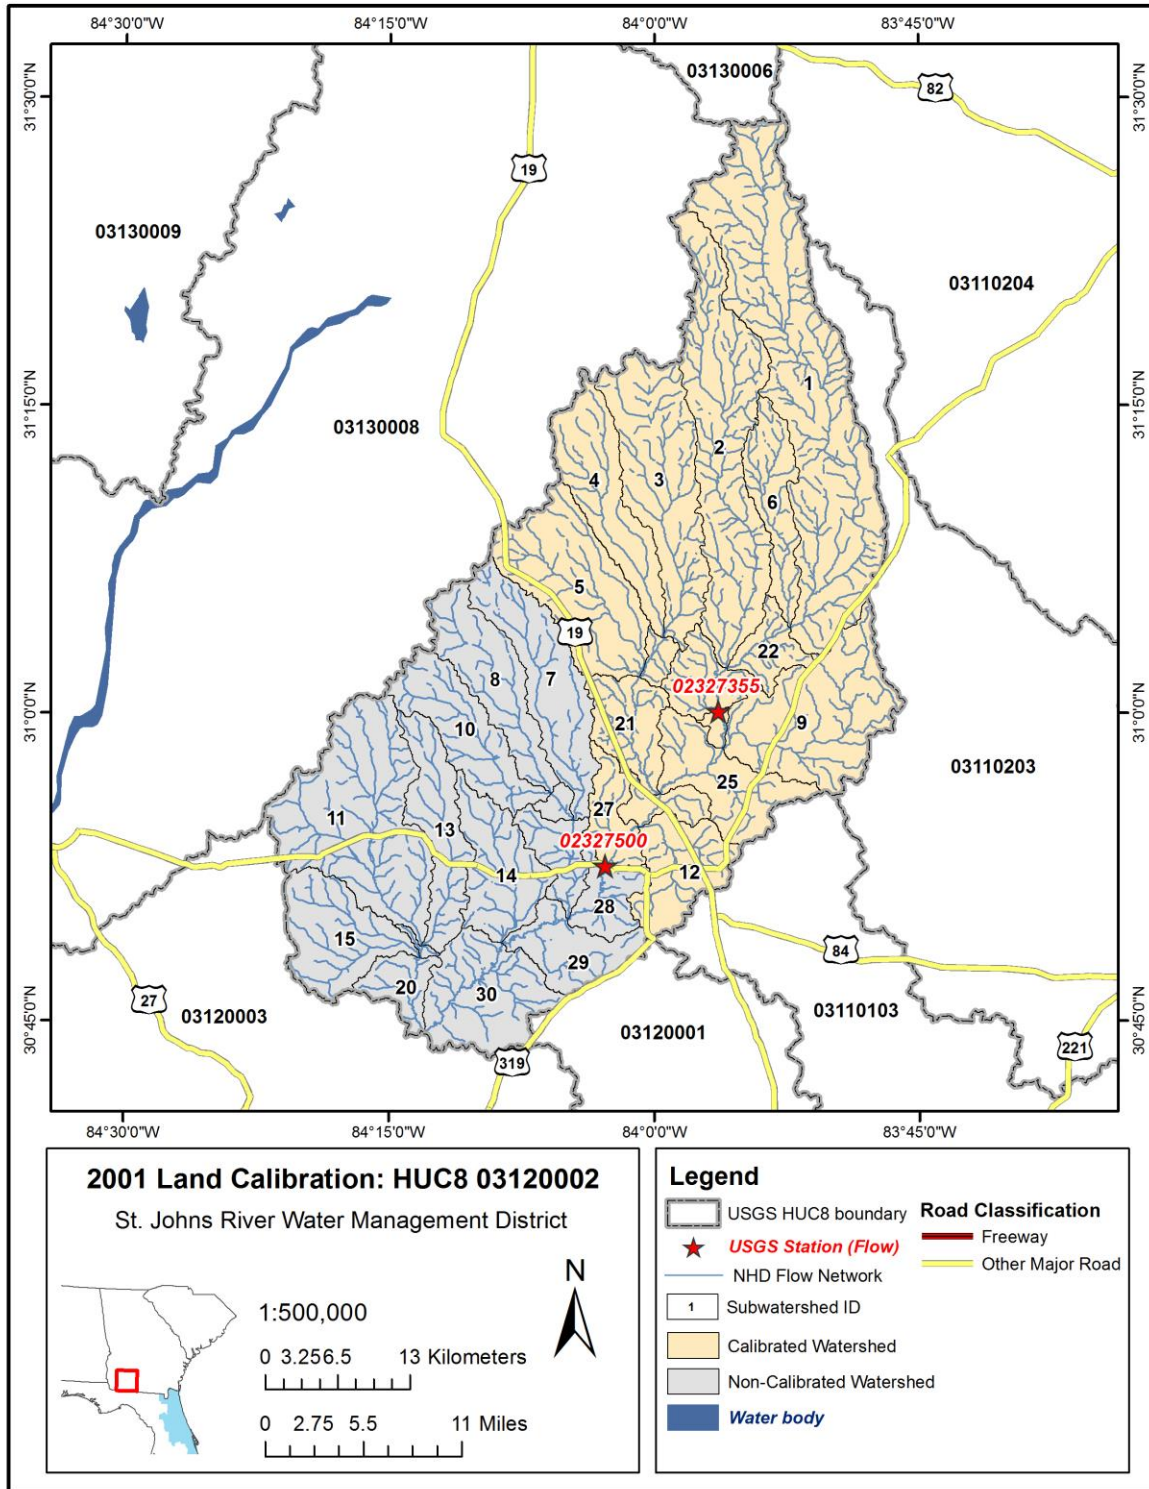 84°30'0"W 84°15'0"W 84°0'0"W 83°45'0"W
03130006
82
31°30'0"N 31°30'0"N
19
03130009
03110204
1
31°15'0"N 31°15'0"N
03130008
2
4 3
6
5
19
22
8 7
02327355
31°0'0"N 31°0'0"N
10 21 9
03110203
25
11 27
13 02327500
14 12
28
15 84
29
20 30
27
03120003 03110103
03120001
30°45'0"N 30°45'0"N
221
319
84°30'0"W 84°15'0"W 84°0'0"W 83°45'0"W
2001 Land Calibration: HUC8 03120002
St. Johns River Water Management District
N
1:500,000
0 3.25 6.5 13 Kilometers
0 2.75 5.5 11 Miles
Legend
USGS HUC8 boundary
USGS Station (Flow)
NHD Flow Network
1 Subwatershed ID
Calibrated Watershed
Non-Calibrated Watershed
Water body
Road Classification
Freeway
Other Major Road